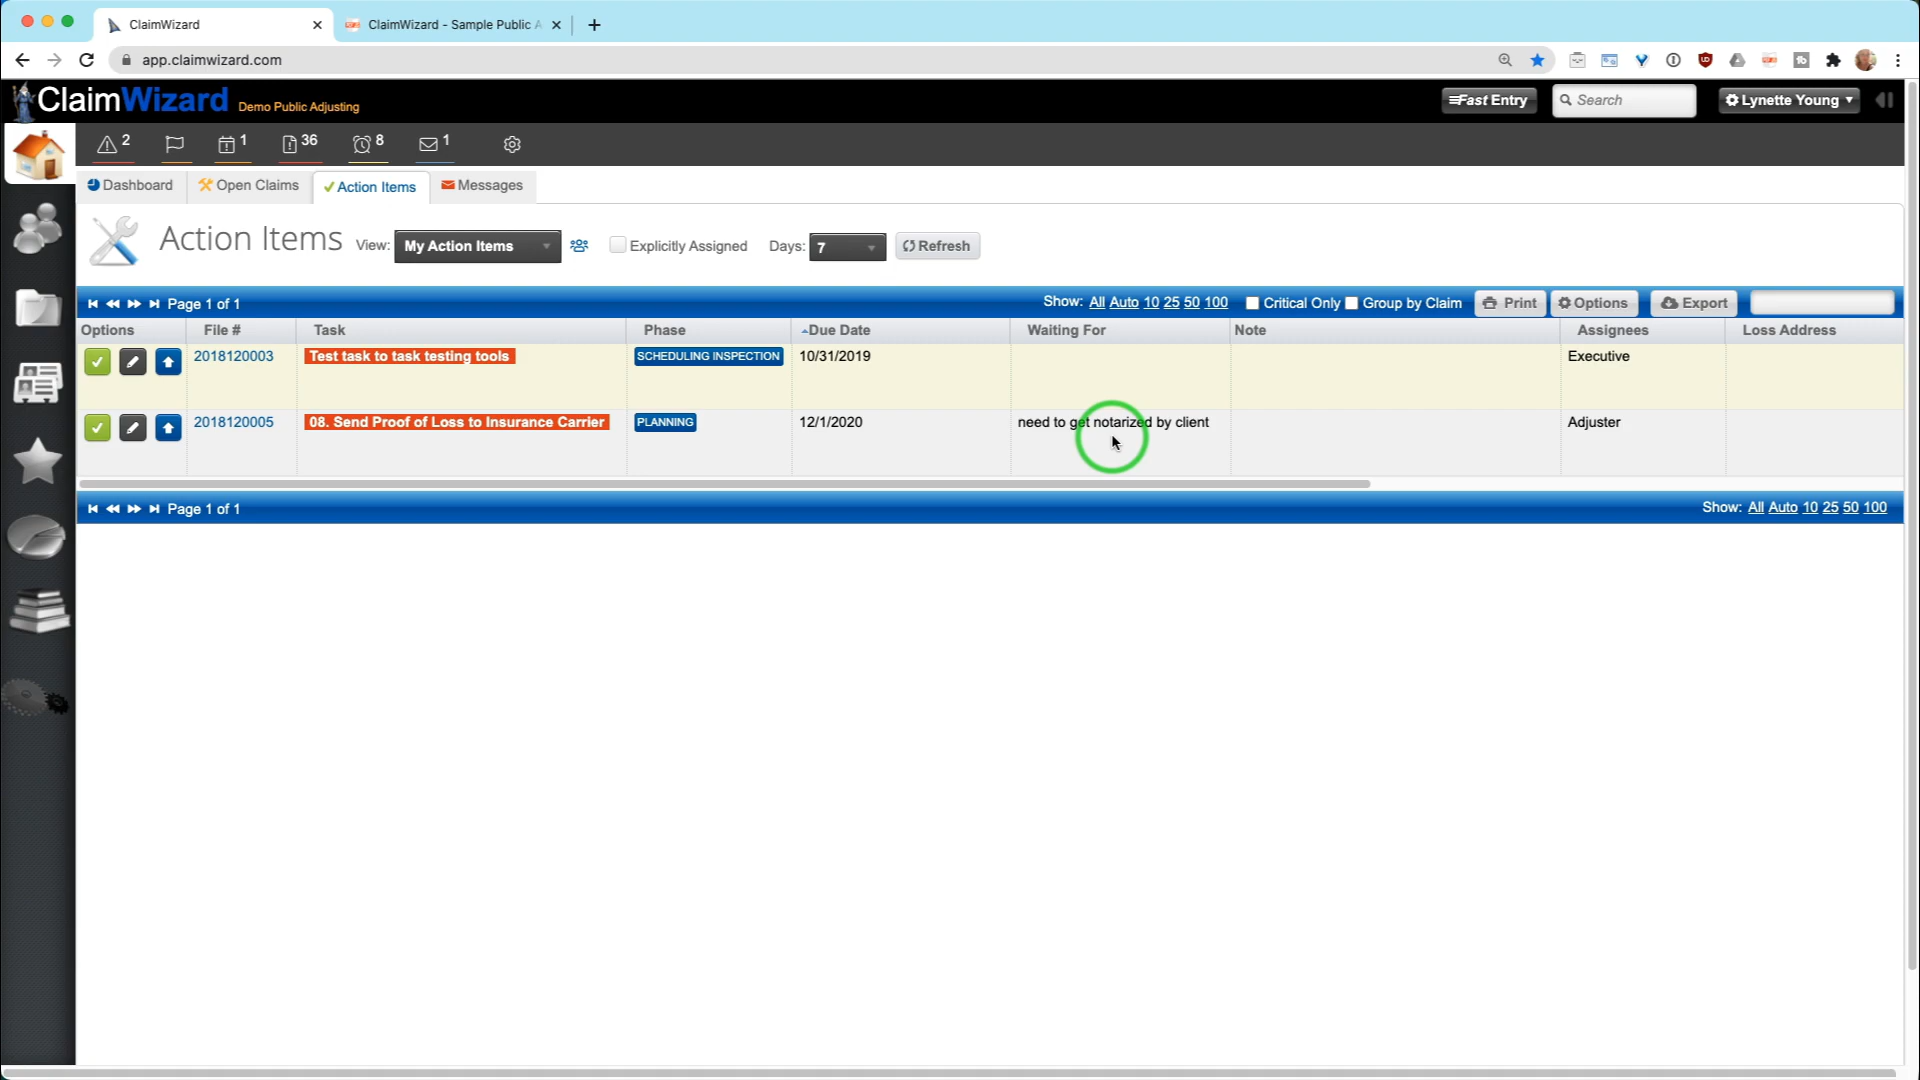 ClaimWizard
ClaimWizard - Sample Public A
app.claimwizard.com
ClaimWizard Demo Public Adjusting
Fast Entry
Search
Lynette Young
2
1
36
8
1
Dashboard
Open Claims
Action Items
Messages
Action Items View: My Action Items Explicitly Assigned Days: 7 Refresh
Page 1 of 1 Show: All Auto 10 25 50 100 Critical Only Group by Claim Print Options Export
Options File # Task Phase Due Date Waiting For Note Assignees Loss Address
2018120003 Test task to task testing tools SCHEDULING INSPECTION 10/31/2019 Executive
2018120005 08. Send Proof of Loss to Insurance Carrier PLANNING 12/1/2020 need to get notarized by client Adjuster
Page 1 of 1 Show: All Auto 10 25 50 100